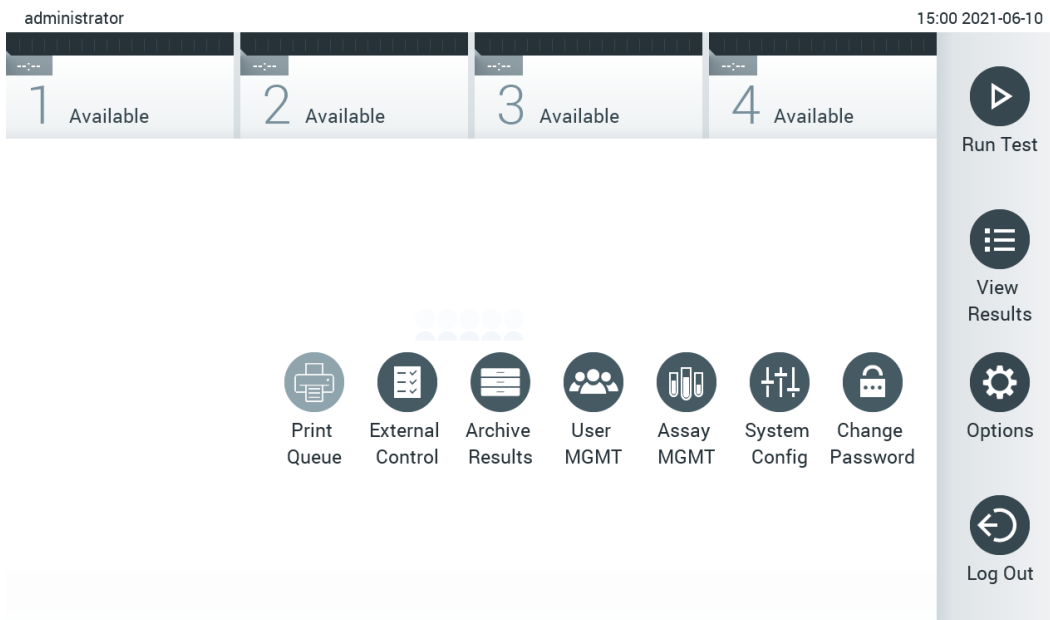 administrator 15:00 2021-06-10
--:-- --:-- --:-- --:--
1 Available 2 Available 3 Available 4 Available
Run Test
View
Results
Print External Archive User Assay System Change
Queue Control Results MGMT MGMT Config Password
Options
Log Out